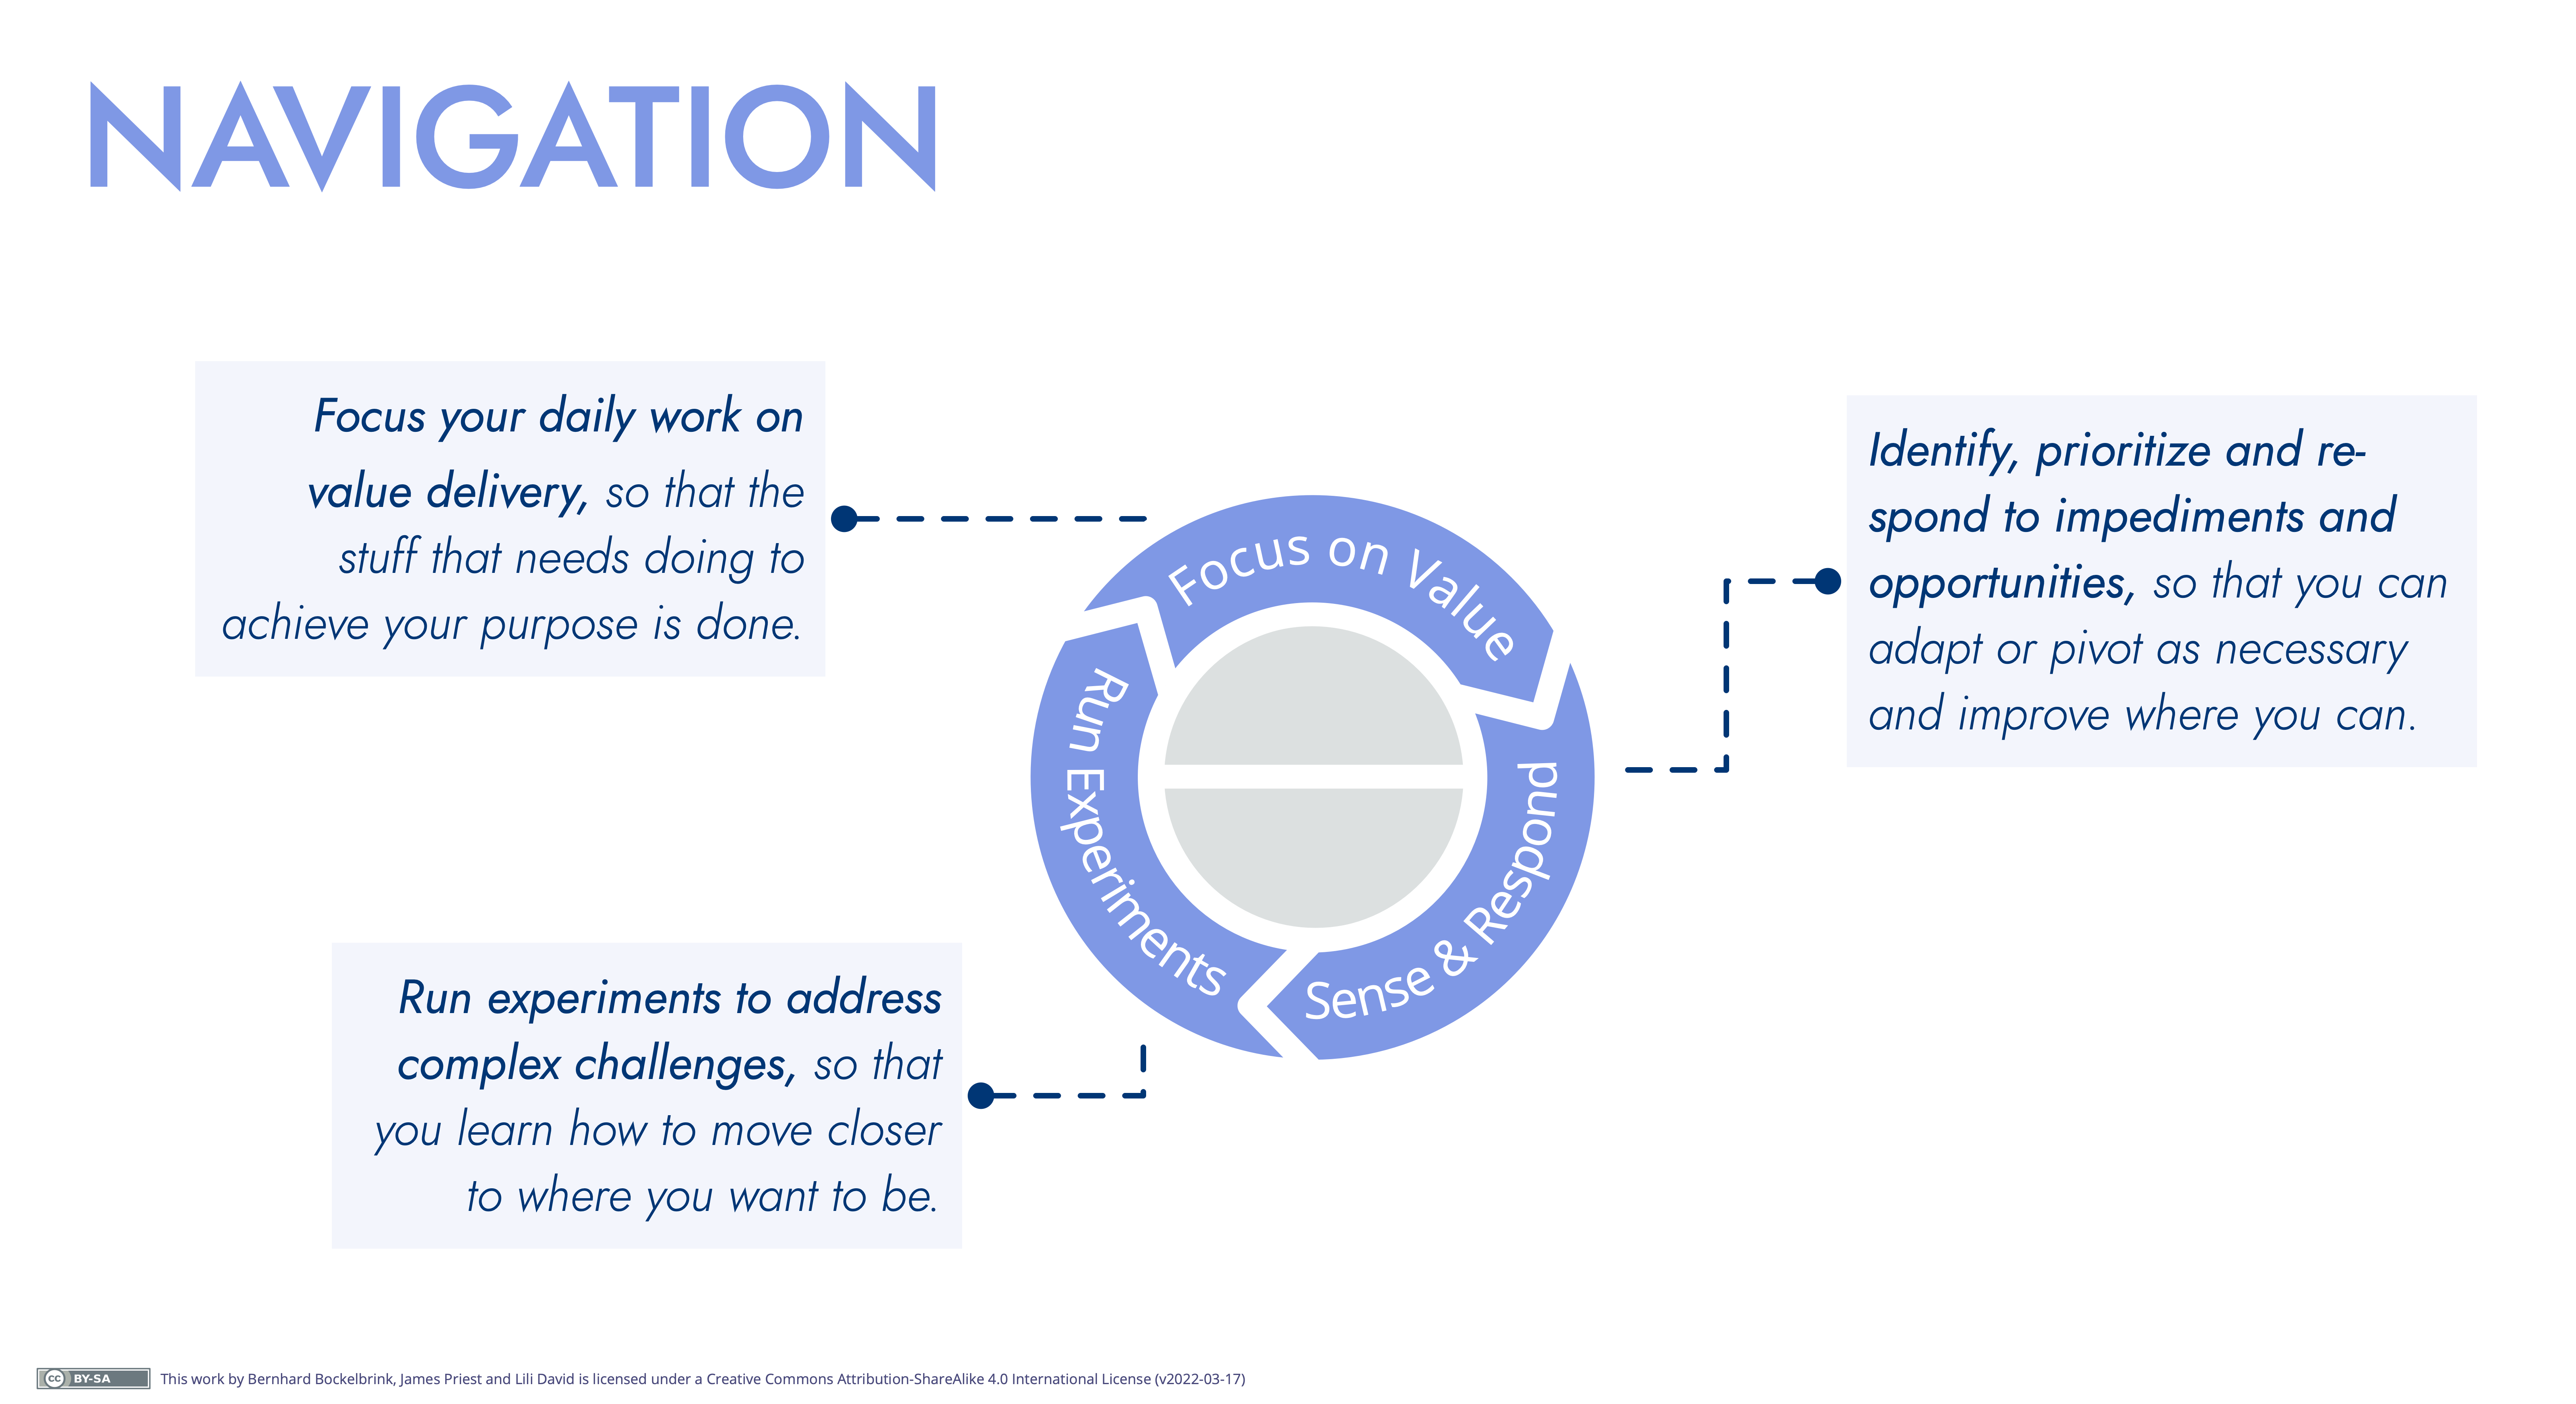 NAVIGATION
Focus your daily work on
value delivery, so that the
stuff that needs doing to
achieve your purpose is done.
Identify, prioritize and re-
spond to impediments and
opportunities, so that you can
adapt or pivot as necessary
and improve where you can.
Focus on Value
Sense & Respond
Run Experiments
Run experiments to address
complex challenges, so that
you learn how to move closer
to where you want to be.
cc BY-SA
This work by Bernhard Bockelbrink, James Priest and Lili David is licensed under a Creative Commons Attribution-ShareAlike 4.0 International License (v2022-03-17)